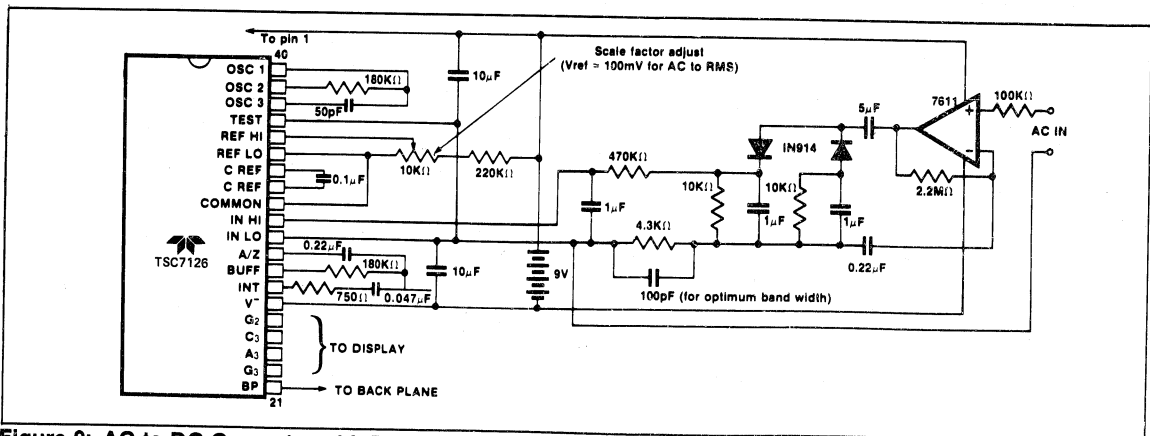 To pin 1
40
Scale factor adjust
(Vref = 100mV for AC to RMS)
OSC 1
OSC 2
OSC 3
TEST
REF HI
REF LO
C REF
C REF
COMMON
IN HI
IN LO
A/Z
BUFF
INT
V⁻
G2
C3
A3
G3
BP
21
TSC7126
180KΩ
50pF
10µF
10KΩ
220KΩ
0.1µF
0.22µF
180KΩ
750Ω
0.047µF
10µF
9V
470KΩ
1µF
4.3KΩ
100pF (for optimum band width)
10KΩ
1µF
10KΩ
1µF
IN914
5µF
7611
+
-
100KΩ
AC IN
2.2MΩ
0.22µF
TO DISPLAY
TO BACK PLANE